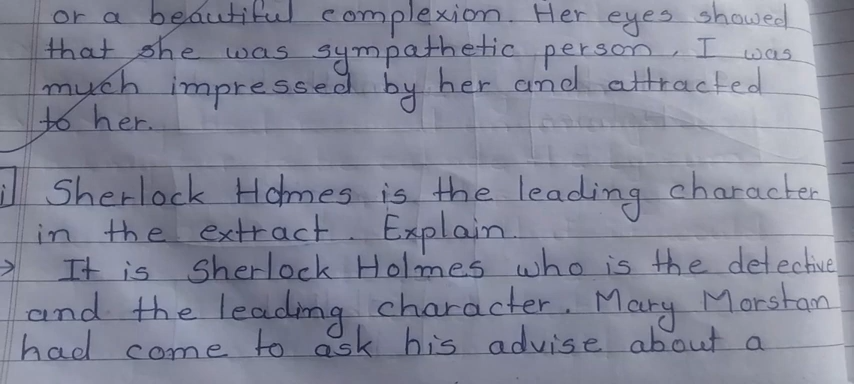 or a beautiful complexion. Her eyes showed
that she was sympathetic person, I was
much impressed by her and attracted
to her.
i] Sherlock Holmes is the leading character
in the extract. Explain.
→ It is Sherlock Holmes who is the detective
and the leading character. Mary Morstan
had come to ask his advise about a